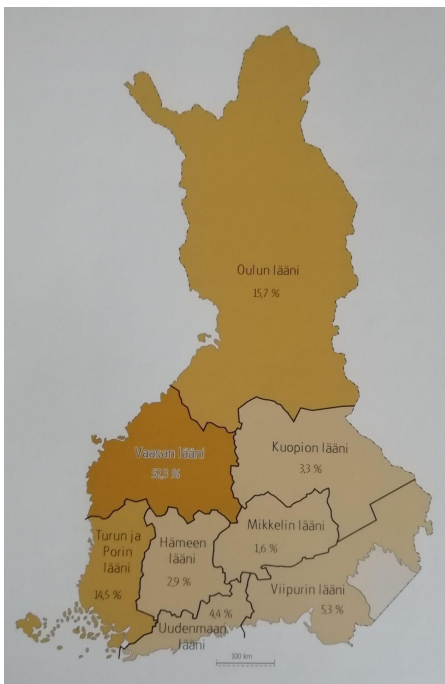 Oulun lääni
15,7 %
Vaasan lääni
52,3 %
Kuopion lääni
3,3 %
Mikkelin lääni
1,6 %
Turun ja
Porin
lääni
14,5 %
Hämeen
lääni
2,9 %
Viipurin lääni
5,3 %
4,4 %
Uudenmaan
lääni
100 km